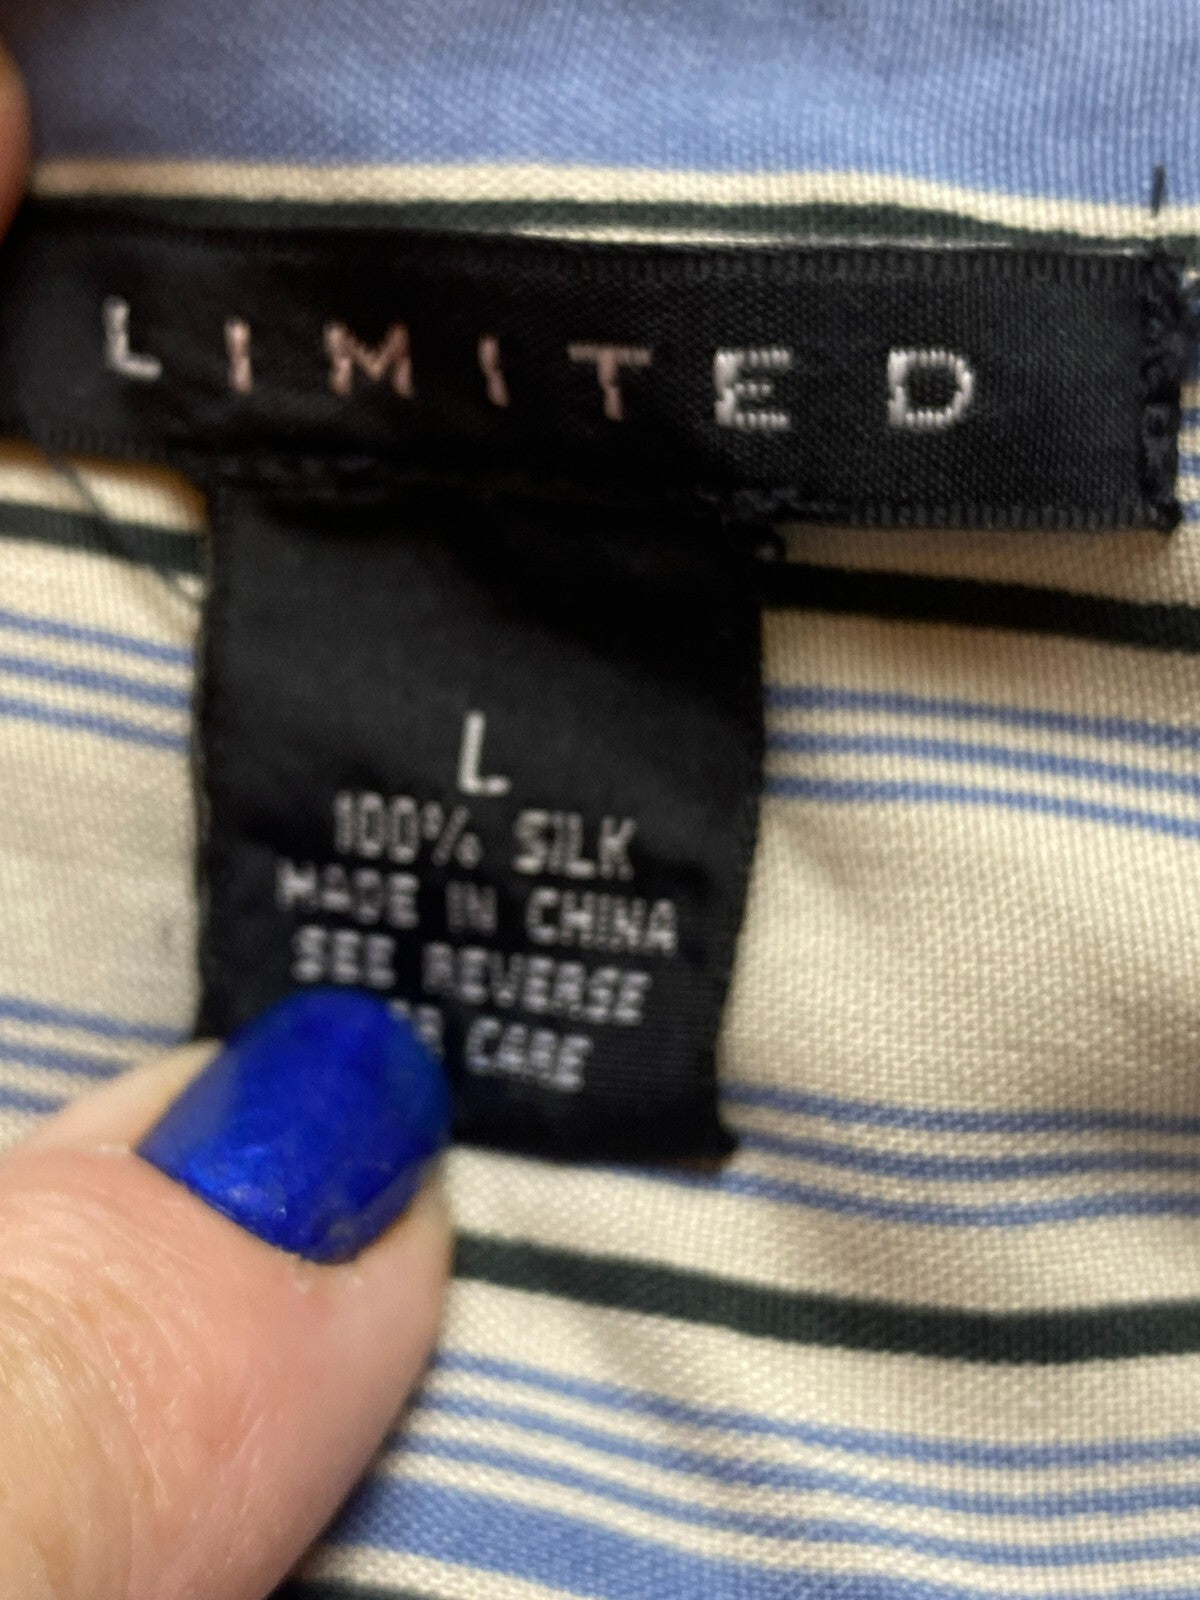 LIMITED
L
100% SILK
MADE IN CHINA
SEE REVERSE
CARE